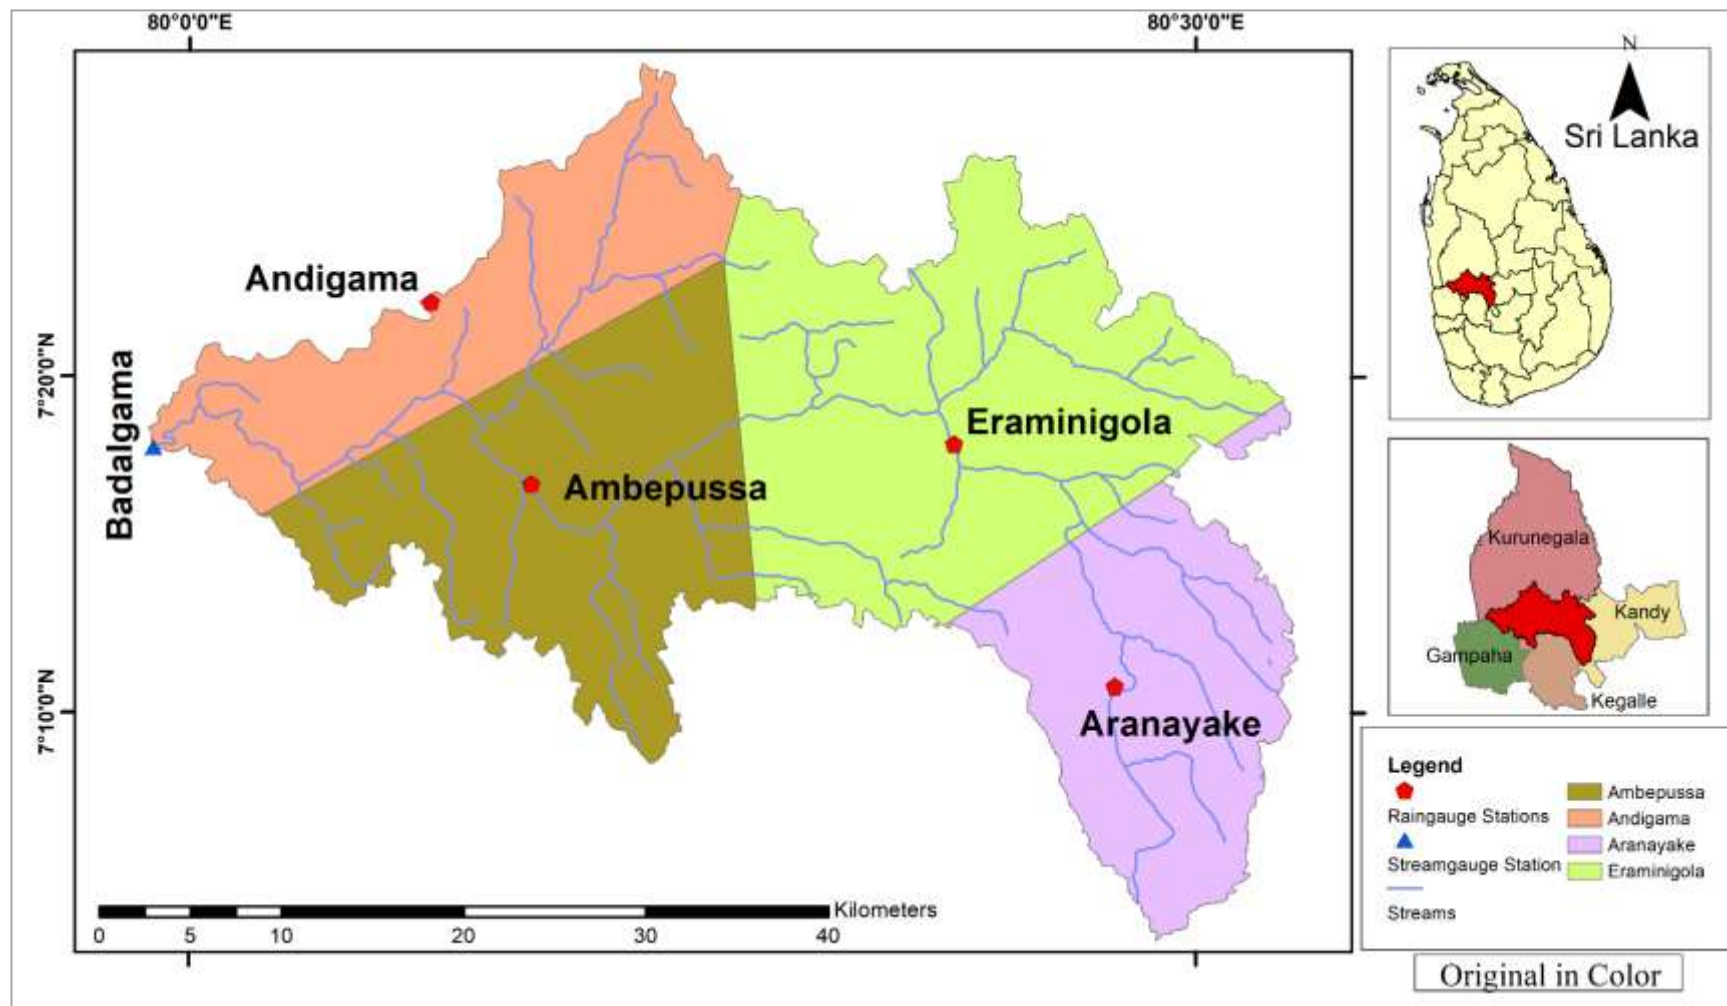 80°0'0"E
80°30'0"E
N
Sri Lanka
Andigama
Badalgama
7°20'0"N
Eraminigola
Ambepussa
Kurunegala
Kandy
Gampaha
Kegalle
7°10'0"N
Aranayake
Legend
Raingauge Stations
Streamgauge Station
Streams
Ambepussa
Andigama
Aranayake
Eraminigola
Kilometers
0 5 10 20 30 40
Original in Color